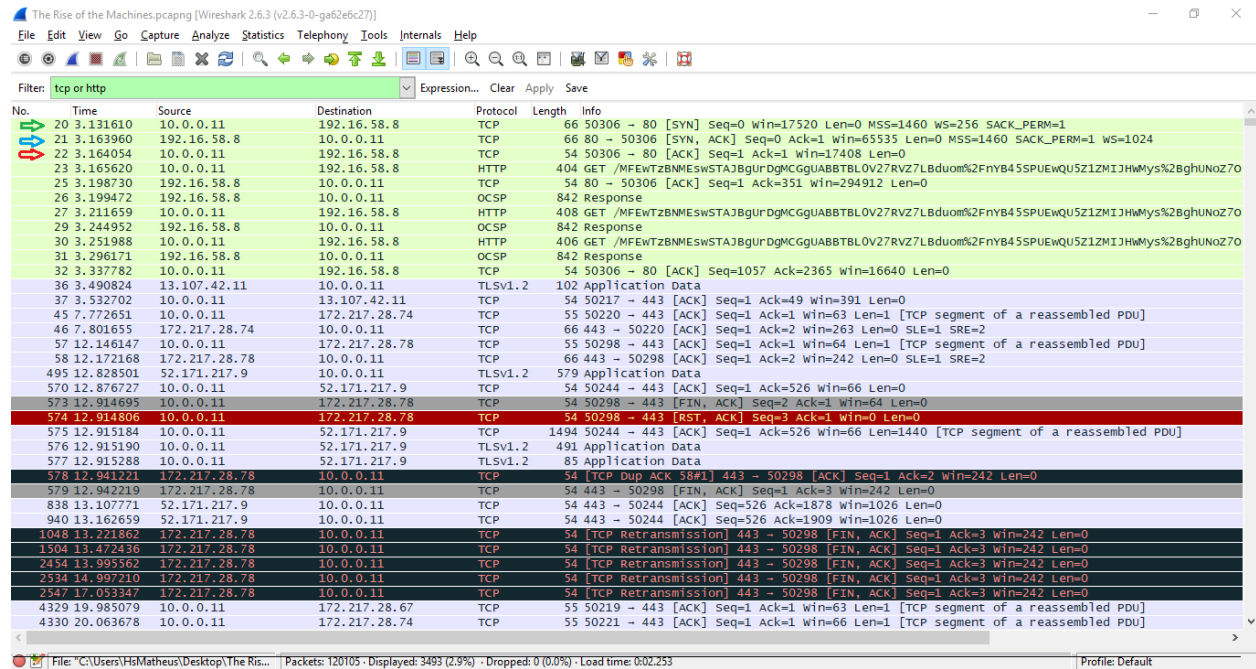 The Rise of the Machines.pcapng [Wireshark 2.6.3 (v2.6.3-0-ga62e6c27)]
File Edit View Go Capture Analyze Statistics Telephony Tools Internals Help
Filter: tcp or http Expression... Clear Apply Save
No. Time Source Destination Protocol Length Info
20 3.131610 10.0.0.11 192.16.58.8 TCP 66 50306 → 80 [SYN] Seq=0 Win=17520 Len=0 MSS=1460 WS=256 SACK_PERM=1
21 3.163960 192.16.58.8 10.0.0.11 TCP 66 80 → 50306 [SYN, ACK] Seq=0 Ack=1 Win=65535 Len=0 MSS=1460 SACK_PERM=1 WS=1024
22 3.164054 10.0.0.11 192.16.58.8 TCP 54 50306 → 80 [ACK] Seq=1 Ack=1 Win=17408 Len=0
23 3.165620 10.0.0.11 192.16.58.8 HTTP 404 GET /MFEwTzBNMEswSTAJBgUrDgMCGgUABBTBL0V27RVZ7LBduom%2FnYB45SPUEwQU5Z1ZMIJHWMys%2BghUNoZ7O
25 3.198730 192.16.58.8 10.0.0.11 TCP 54 80 → 50306 [ACK] Seq=1 Ack=351 Win=294912 Len=0
26 3.199472 192.16.58.8 10.0.0.11 OCSP 842 Response
27 3.211659 10.0.0.11 192.16.58.8 HTTP 408 GET /MFEwTzBNMEswSTAJBgUrDgMCGgUABBTBL0V27RVZ7LBduom%2FnYB45SPUEwQU5Z1ZMIJHWMys%2BghUNoZ7O
29 3.244952 192.16.58.8 10.0.0.11 OCSP 842 Response
30 3.251988 10.0.0.11 192.16.58.8 HTTP 406 GET /MFEwTzBNMEswSTAJBgUrDgMCGgUABBTBL0V27RVZ7LBduom%2FnYB45SPUEwQU5Z1ZMIJHWMys%2BghUNoZ7O
31 3.296171 192.16.58.8 10.0.0.11 OCSP 842 Response
32 3.337782 10.0.0.11 192.16.58.8 TCP 54 50306 → 80 [ACK] Seq=1057 Ack=2365 Win=16640 Len=0
36 3.490824 13.107.42.11 10.0.0.11 TLSv1.2 102 Application Data
37 3.532702 10.0.0.11 13.107.42.11 TCP 54 50217 → 443 [ACK] Seq=1 Ack=49 Win=391 Len=0
45 7.772651 10.0.0.11 172.217.28.74 TCP 55 50220 → 443 [ACK] Seq=1 Ack=1 Win=63 Len=1 [TCP segment of a reassembled PDU]
46 7.801655 172.217.28.74 10.0.0.11 TCP 66 443 → 50220 [ACK] Seq=1 Ack=2 Win=263 Len=0 SLE=1 SRE=2
57 12.146147 10.0.0.11 172.217.28.78 TCP 55 50298 → 443 [ACK] Seq=1 Ack=1 Win=64 Len=1 [TCP segment of a reassembled PDU]
58 12.172168 172.217.28.78 10.0.0.11 TCP 66 443 → 50298 [ACK] Seq=1 Ack=2 Win=242 Len=0 SLE=1 SRE=2
495 12.828501 52.171.217.9 10.0.0.11 TLSv1.2 579 Application Data
570 12.876727 10.0.0.11 52.171.217.9 TCP 54 50244 → 443 [ACK] Seq=1 Ack=526 Win=66 Len=0
573 12.914695 10.0.0.11 172.217.28.78 TCP 54 50298 → 443 [FIN, ACK] Seq=2 Ack=1 Win=64 Len=0
574 12.914806 10.0.0.11 172.217.28.78 TCP 54 50298 → 443 [RST, ACK] Seq=3 Ack=1 Win=0 Len=0
575 12.915184 10.0.0.11 52.171.217.9 TCP 1494 50244 → 443 [ACK] Seq=1 Ack=526 Win=66 Len=1440 [TCP segment of a reassembled PDU]
576 12.915190 10.0.0.11 52.171.217.9 TLSv1.2 491 Application Data
577 12.915288 10.0.0.11 52.171.217.9 TLSv1.2 85 Application Data
578 12.941221 172.217.28.78 10.0.0.11 TCP 54 [TCP Dup ACK 58#1] 443 → 50298 [ACK] Seq=1 Ack=2 Win=242 Len=0
579 12.942219 172.217.28.78 10.0.0.11 TCP 54 443 → 50298 [FIN, ACK] Seq=1 Ack=3 Win=242 Len=0
838 13.107771 52.171.217.9 10.0.0.11 TCP 54 443 → 50244 [ACK] Seq=526 Ack=1878 Win=1026 Len=0
940 13.162659 52.171.217.9 10.0.0.11 TCP 54 443 → 50244 [ACK] Seq=526 Ack=1909 Win=1026 Len=0
1048 13.221862 172.217.28.78 10.0.0.11 TCP 54 [TCP Retransmission] 443 → 50298 [FIN, ACK] Seq=1 Ack=3 Win=242 Len=0
1504 13.472436 172.217.28.78 10.0.0.11 TCP 54 [TCP Retransmission] 443 → 50298 [FIN, ACK] Seq=1 Ack=3 Win=242 Len=0
2454 13.995562 172.217.28.78 10.0.0.11 TCP 54 [TCP Retransmission] 443 → 50298 [FIN, ACK] Seq=1 Ack=3 Win=242 Len=0
2534 14.997210 172.217.28.78 10.0.0.11 TCP 54 [TCP Retransmission] 443 → 50298 [FIN, ACK] Seq=1 Ack=3 Win=242 Len=0
2547 17.053347 172.217.28.78 10.0.0.11 TCP 54 [TCP Retransmission] 443 → 50298 [FIN, ACK] Seq=1 Ack=3 Win=242 Len=0
4329 19.985079 10.0.0.11 172.217.28.67 TCP 55 50219 → 443 [ACK] Seq=1 Ack=1 Win=63 Len=1 [TCP segment of a reassembled PDU]
4330 20.063678 10.0.0.11 172.217.28.74 TCP 55 50221 → 443 [ACK] Seq=1 Ack=1 Win=66 Len=1 [TCP segment of a reassembled PDU]
File: "C:\Users\HsMatheus\Desktop\The Ris... Packets: 120105 · Displayed: 3493 (2.9%) · Dropped: 0 (0.0%) · Load time: 0:02.253 Profile: Default